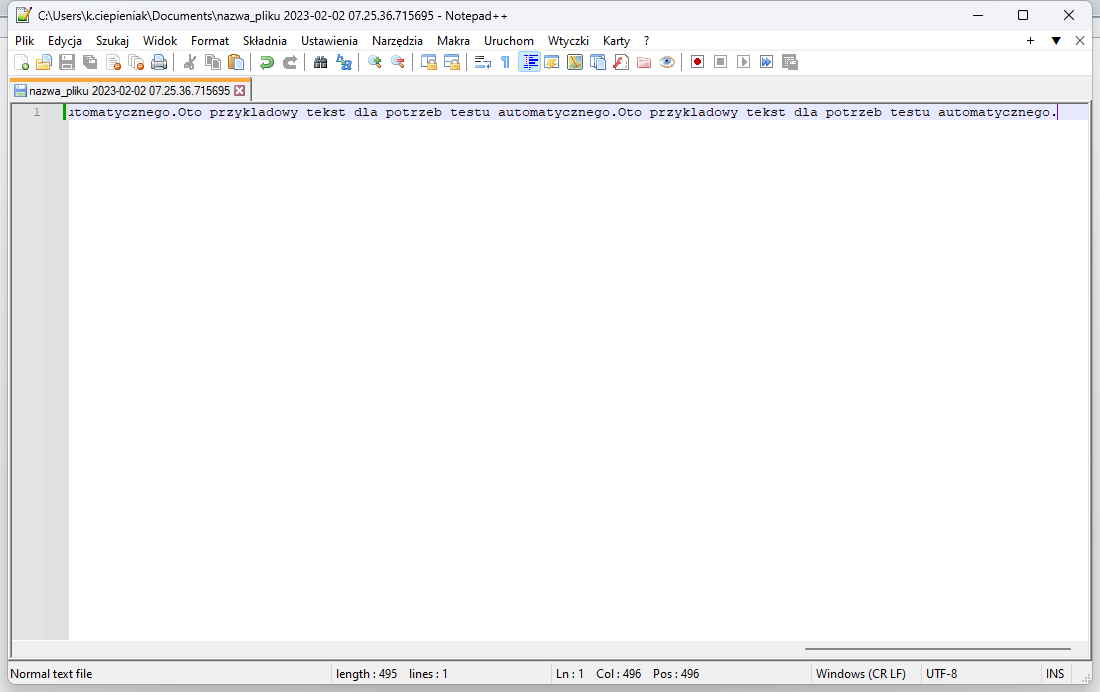 C:\Users\k.ciepieniak\Documents\nazwa_pliku 2023-02-02 07.25.36.715695 - Notepad++
Plik Edycja Szukaj Widok Format Składnia Ustawienia Narzędzia Makra Uruchom Wtyczki Karty ? + ▼ ✕
nazwa_pliku 2023-02-02 07.25.36.715695
1 utomatycznego.Oto przykladowy tekst dla potrzeb testu automatycznego.Oto przykladowy tekst dla potrzeb testu automatycznego.
Normal text file length : 495 lines : 1 Ln : 1 Col : 496 Pos : 496 Windows (CR LF) UTF-8 INS